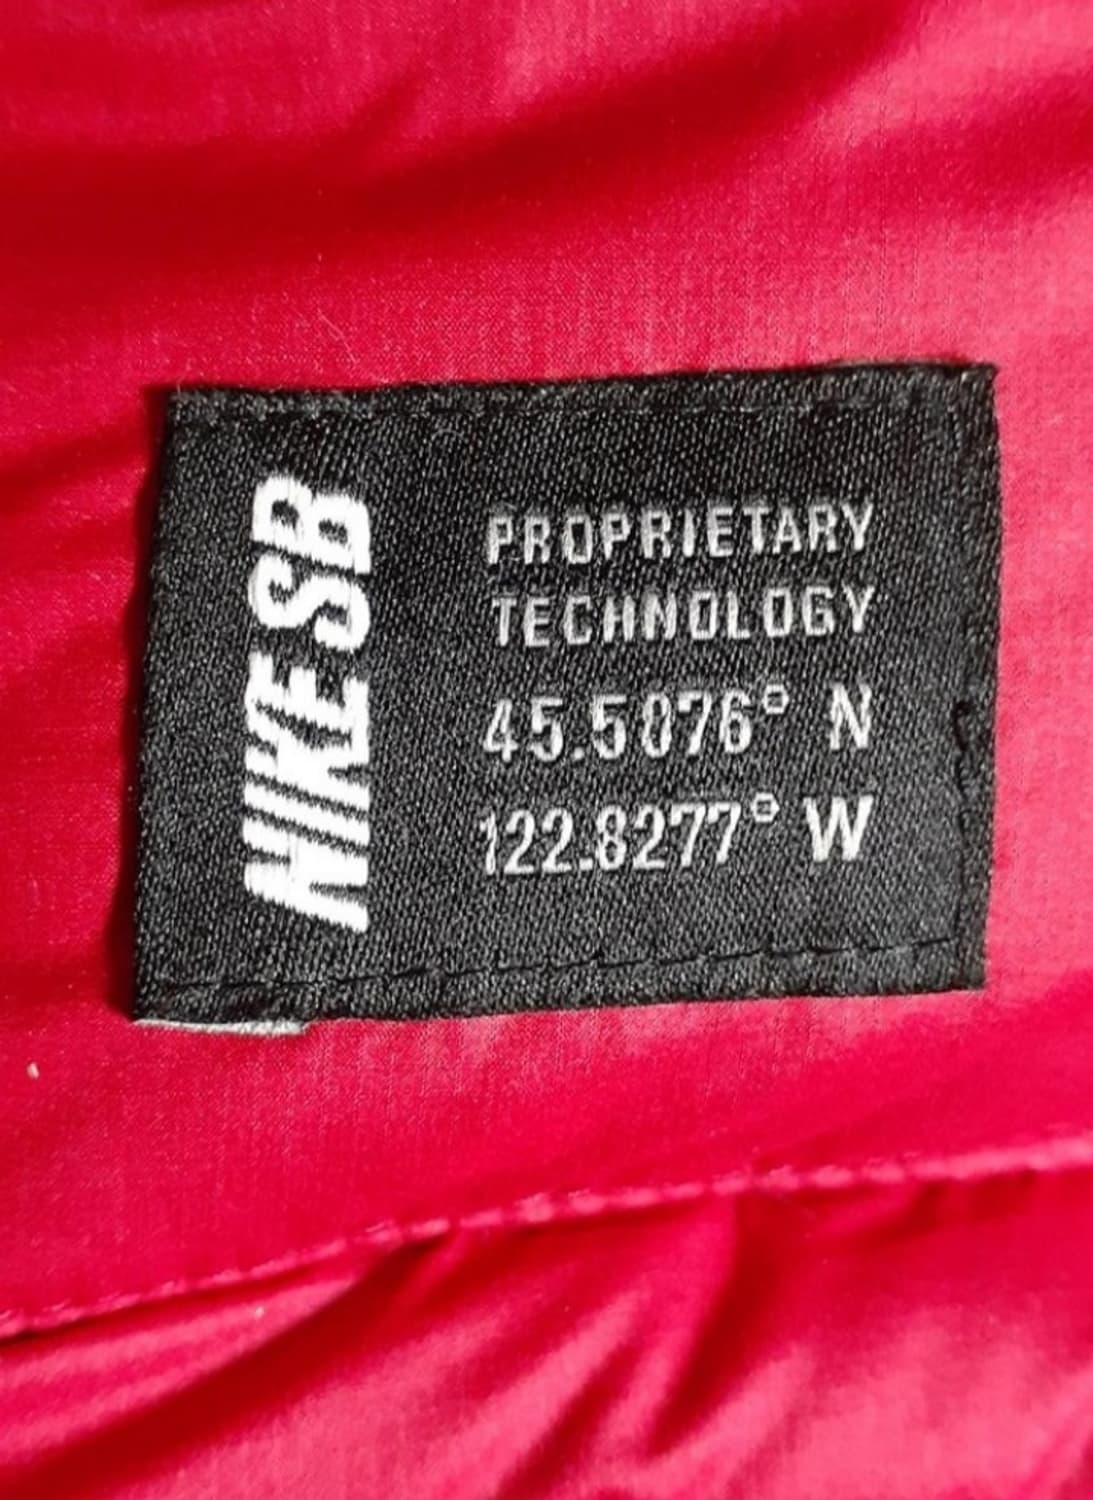 NIKE SB
PROPRIETARY
TECHNOLOGY
45.5076° N
122.8277° W